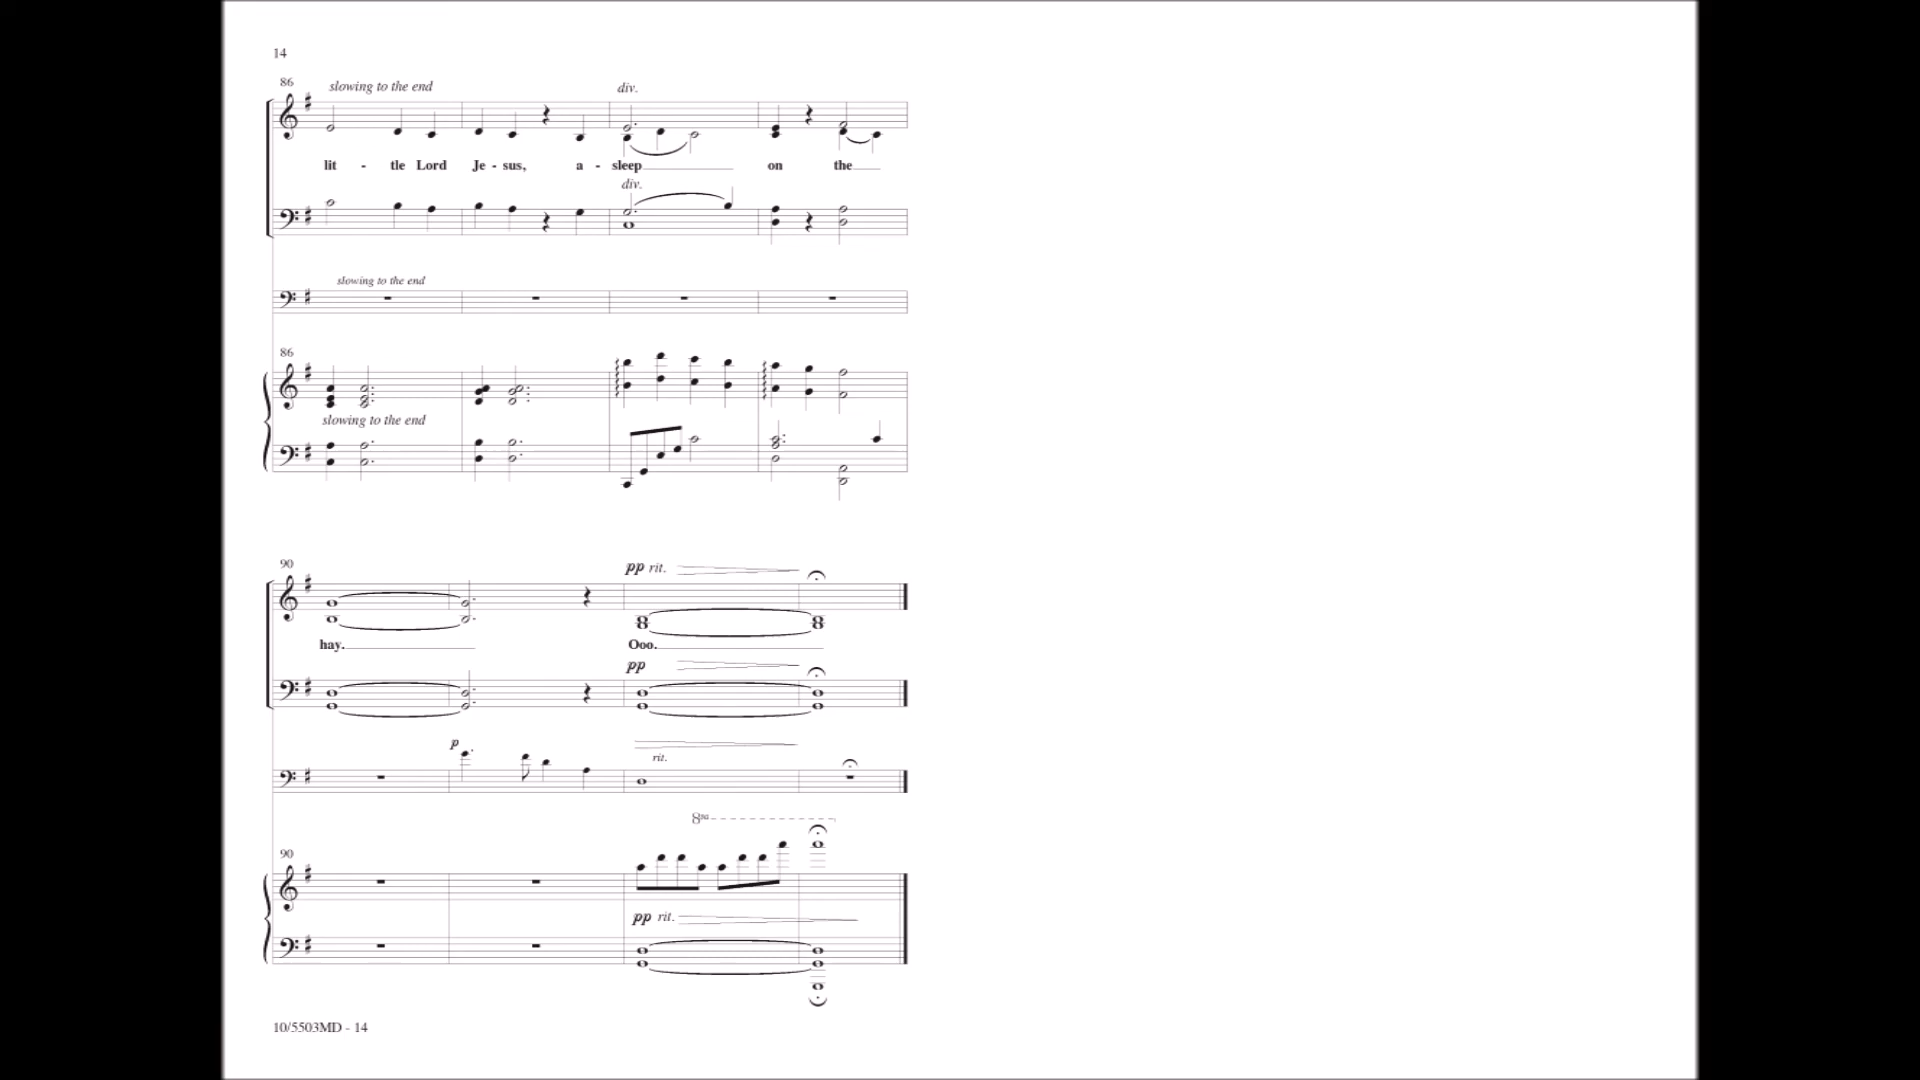 14
86
slowing to the end
div.
lit - tle Lord Je - sus, a - sleep on the
div.
slowing to the end
86
slowing to the end
90
pp rit.
hay. Ooo.
pp
p
rit.
8va
90
pp rit.
10/5503MD - 14